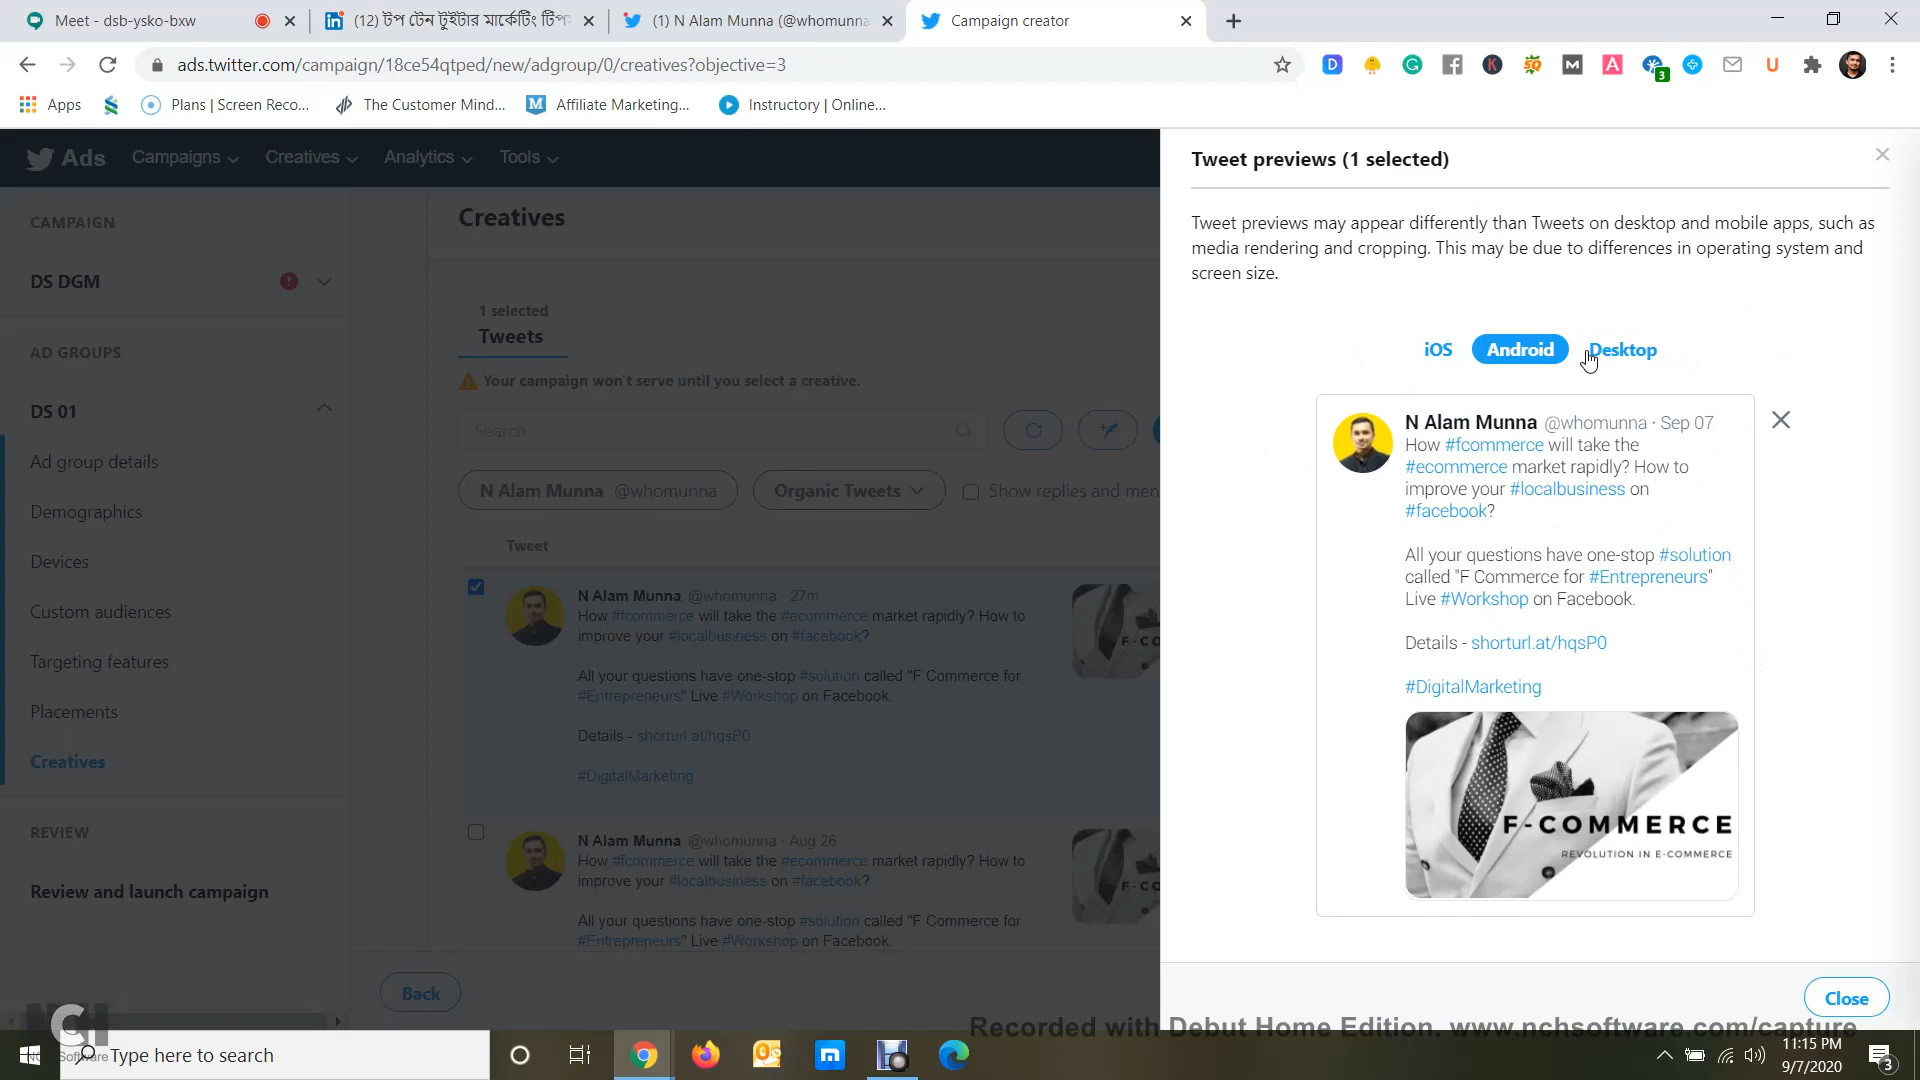 Meet - dsb-ysko-bxw
(12) টপ টেন টুইটার মার্কেটিং টিপস
(1) N Alam Munna (@whomunna
Campaign creator
ads.twitter.com/campaign/18ce54qtped/new/adgroup/0/creatives?objective=3
Apps
Plans | Screen Reco...
The Customer Mind...
Affiliate Marketing...
Instructory | Online...
Ads
Campaigns
Creatives
Analytics
Tools
CAMPAIGN
DS DGM
AD GROUPS
DS 01
Ad group details
Demographics
Devices
Custom audiences
Targeting features
Placements
Creatives
REVIEW
Review and launch campaign
Creatives
1 selected
Tweets
Your campaign won't serve until you select a creative.
Search
N Alam Munna @whomunna
Organic Tweets
Show replies and men
Tweet
N Alam Munna @whomunna · 27m
How #fcommerce will take the #ecommerce market rapidly? How to
improve your #localbusiness on #facebook?
All your questions have one-stop #solution called "F Commerce for
#Entrepreneurs" Live #Workshop on Facebook.
Details - shorturl.at/hqsP0
#DigitalMarketing
F-CO
N Alam Munna @whomunna · Aug 26
How #fcommerce will take the #ecommerce market rapidly? How to
improve your #localbusiness on #facebook?
All your questions have one-stop #solution called "F Commerce for
#Entrepreneurs" Live #Workshop on Facebook.
F-CO
Back
Tweet previews (1 selected)
Tweet previews may appear differently than Tweets on desktop and mobile apps, such as
media rendering and cropping. This may be due to differences in operating system and
screen size.
iOS
Android
Desktop
N Alam Munna @whomunna · Sep 07
How #fcommerce will take the
#ecommerce market rapidly? How to
improve your #localbusiness on
#facebook?
All your questions have one-stop #solution
called "F Commerce for #Entrepreneurs"
Live #Workshop on Facebook.
Details - shorturl.at/hqsP0
#DigitalMarketing
F-COMMERCE
REVOLUTION IN E-COMMERCE
Close
Recorded with Debut Home Edition. www.nchsoftware.com/capture
NCH
Software
Type here to search
11:15 PM
9/7/2020
3